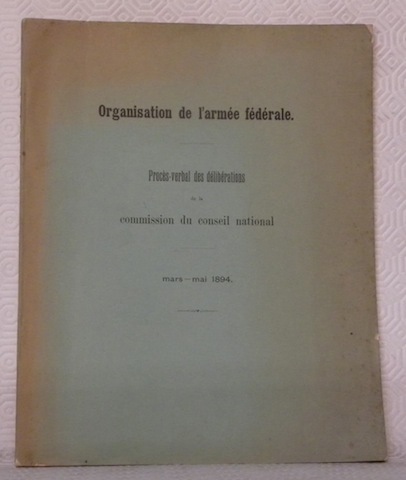 Organisation de l'armée fédérale.
Procès-verbal des délibérations
de la
commission du conseil national
mars—mai 1894.